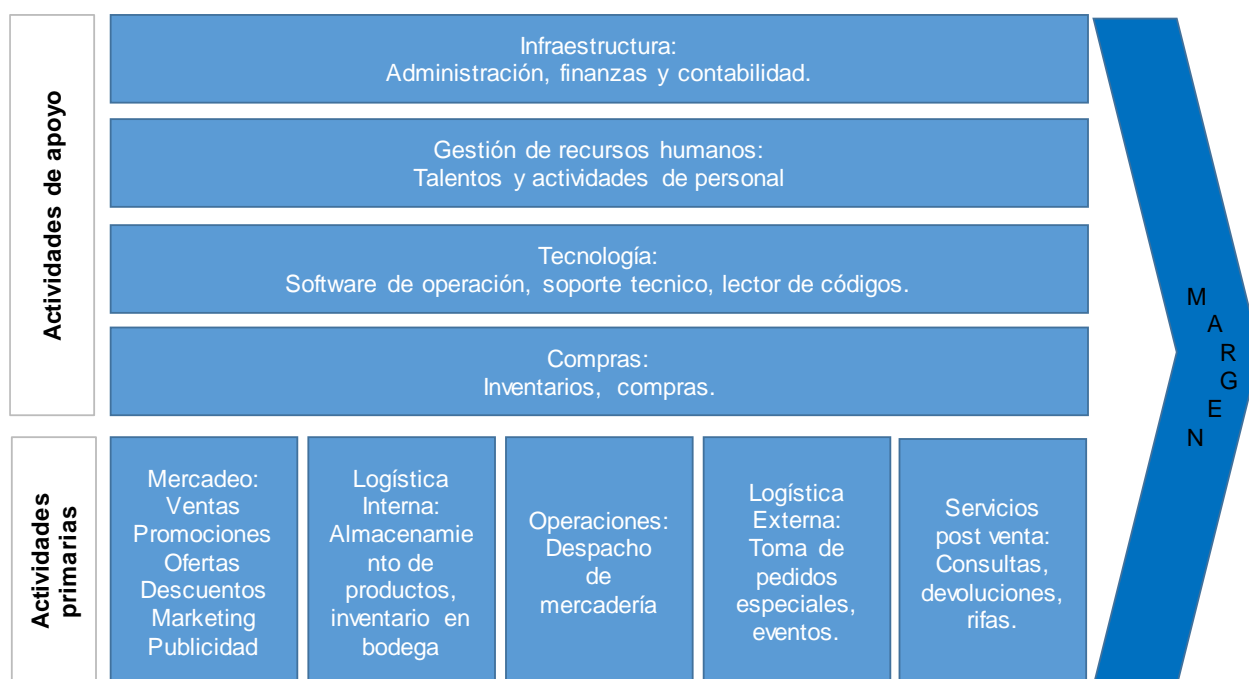 Actividades de apoyo
Infraestructura:
Administración, finanzas y contabilidad.
Gestión de recursos humanos:
Talentos y actividades de personal
Tecnología:
Software de operación, soporte tecnico, lector de códigos.
Compras:
Inventarios, compras.
Actividades
primarias
Mercadeo:
Ventas
Promociones
Ofertas
Descuentos
Marketing
Publicidad
Logística
Interna:
Almacenamie
nto de
productos,
inventario en
bodega
Operaciones:
Despacho
de
mercadería
Logística
Externa:
Toma de
pedidos
especiales,
eventos.
Servicios
post venta:
Consultas,
devoluciones,
rifas.
M
A
R
G
E
N